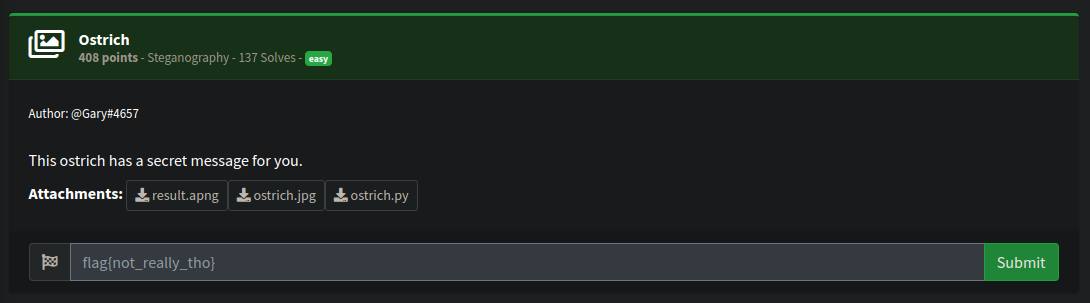 Ostrich
408 points - Steganography - 137 Solves - easy
Author: @Gary#4657
This ostrich has a secret message for you.
Attachments: result.apng ostrich.jpg ostrich.py
flag{not_really_tho} Submit